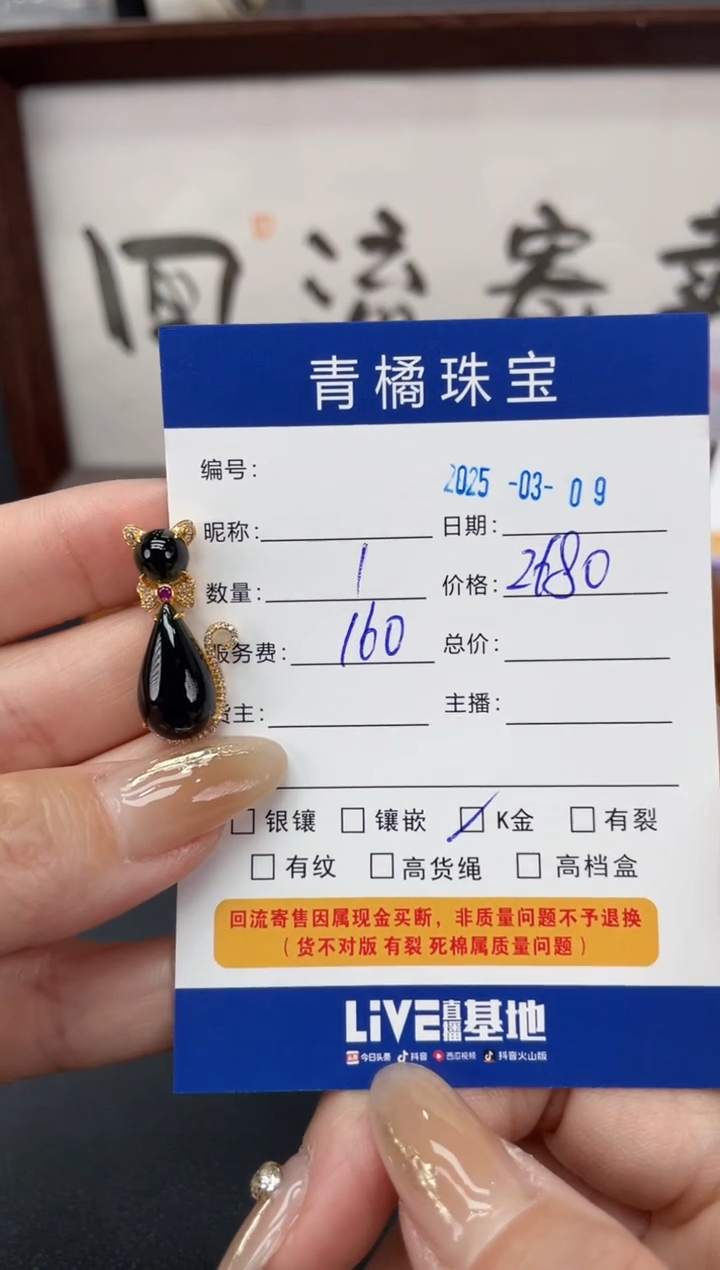 回流寄賣
青橘珠宝
编号：
2025 -03- 09
昵称： 日期：
数量： 1 价格： 2680
服务费： 160 总价：
货主： 主播：
银镶 镶嵌 K金 有裂
有纹 高货绳 高档盒
回流寄售因属现金买断，非质量问题不予退换
（ 货不对版 有裂 死棉属质量问题 ）
LiVE直播基地
头条 今日头条 抖音 西瓜视频 抖音火山版